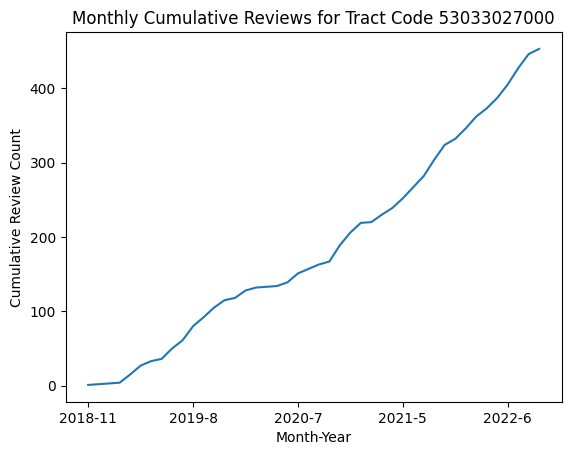 Monthly Cumulative Reviews for Tract Code 53033027000
Cumulative Review Count
400
300
200
100
0
2018-11 2019-8 2020-7 2021-5 2022-6
Month-Year